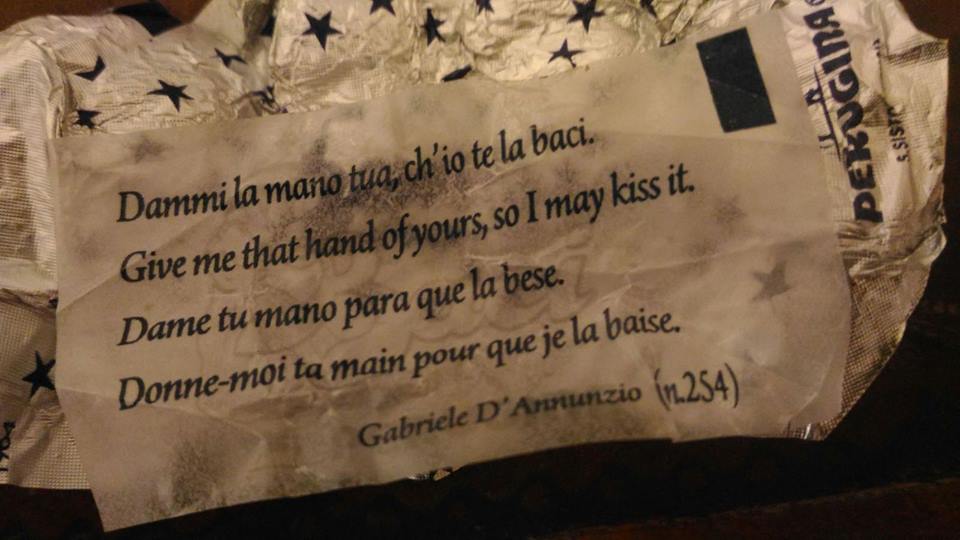 Dammi la mano tua, ch'io te la baci.
Give me that hand of yours, so I may kiss it.
Dame tu mano para que la bese.
Donne-moi ta main pour que je la baise.
Gabriele D'Annunzio (n.254)
LA
PERUGINA